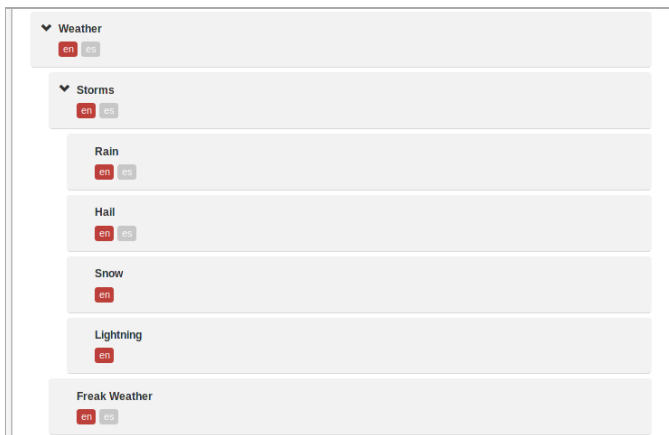 Weather
en es
Storms
en es
Rain
en es
Hail
en es
Snow
en
Lightning
en
Freak Weather
en es